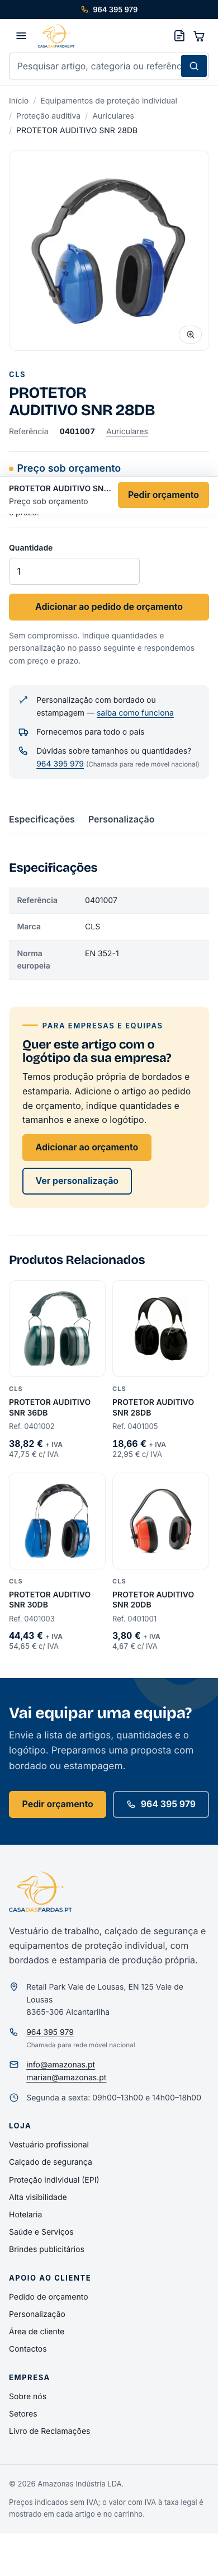 964 395 979
CASADASFARDAS.PT
Pesquisar artigo, categoria ou referênci
Início / Equipamentos de proteção individual
/ Proteção auditiva / Auriculares
/ PROTETOR AUDITIVO SNR 28DB
CLS
PROTETOR
AUDITIVO SNR 28DB
Referência 0401007 Auriculares
Preço sob orçamento
PROTETOR AUDITIVO SN...
Preço sob orçamento
Pedir orçamento
e prazo.
Quantidade
1
Adicionar ao pedido de orçamento
Sem compromisso. Indique quantidades e
personalização no passo seguinte e respondemos
com preço e prazo.
Personalização com bordado ou
estampagem — saiba como funciona
Fornecemos para todo o país
Dúvidas sobre tamanhos ou quantidades?
964 395 979 (Chamada para rede móvel nacional)
Especificações Personalização
Especificações
Referência 0401007
Marca CLS
Norma EN 352-1
europeia
PARA EMPRESAS E EQUIPAS
Quer este artigo com o
logótipo da sua empresa?
Temos produção própria de bordados e
estamparia. Adicione o artigo ao pedido
de orçamento, indique quantidades e
tamanhos e anexe o logótipo.
Adicionar ao orçamento
Ver personalização
Produtos Relacionados
CLS
PROTETOR AUDITIVO
SNR 36DB
Ref. 0401002
38,82 € + IVA
47,75 € c/ IVA
CLS
PROTETOR AUDITIVO
SNR 28DB
Ref. 0401005
18,66 € + IVA
22,95 € c/ IVA
CLS
PROTETOR AUDITIVO
SNR 30DB
Ref. 0401003
44,43 € + IVA
54,65 € c/ IVA
CLS
PROTETOR AUDITIVO
SNR 20DB
Ref. 0401001
3,80 € + IVA
4,67 € c/ IVA
Vai equipar uma equipa?
Envie a lista de artigos, quantidades e o
logótipo. Preparamos uma proposta com
bordado ou estampagem.
Pedir orçamento
964 395 979
CASADASFARDAS.PT
Vestuário de trabalho, calçado de segurança e
equipamentos de proteção individual, com
bordados e estamparia de produção própria.
Retail Park Vale de Lousas, EN 125 Vale de
Lousas
8365-306 Alcantarilha
964 395 979
Chamada para rede móvel nacional
info@amazonas.pt
marian@amazonas.pt
Segunda a sexta: 09h00–13h00 e 14h00–18h00
LOJA
Vestuário profissional
Calçado de segurança
Proteção individual (EPI)
Alta visibilidade
Hotelaria
Saúde e Serviços
Brindes publicitários
APOIO AO CLIENTE
Pedido de orçamento
Personalização
Área de cliente
Contactos
EMPRESA
Sobre nós
Setores
Livro de Reclamações
© 2026 Amazonas Indústria LDA.
Preços indicados sem IVA; o valor com IVA à taxa legal é
mostrado em cada artigo e no carrinho.